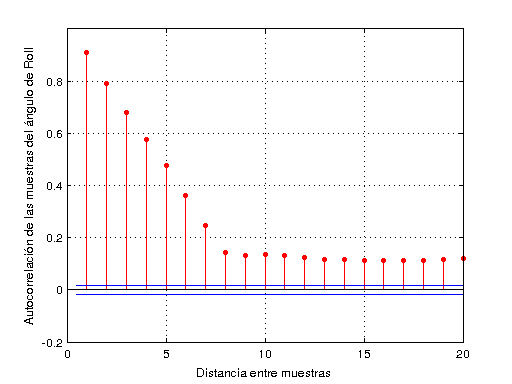 Autocorrelación de las muestras del ángulo de Roll
0.8
0.6
0.4
0.2
0
-0.2
0 5 10 15 20
Distancia entre muestras